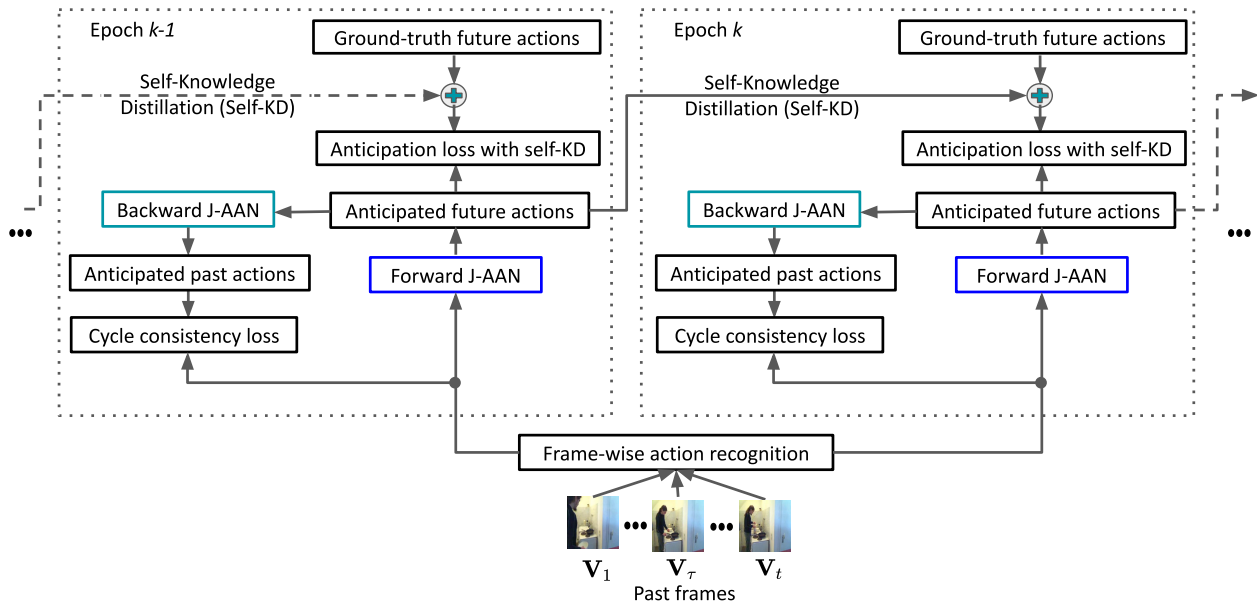 Epoch k-1
Ground-truth future actions
Self-Knowledge
Distillation (Self-KD)
Anticipation loss with self-KD
Backward J-AAN
Anticipated future actions
•••
Anticipated past actions
Forward J-AAN
Cycle consistency loss
Epoch k
Ground-truth future actions
Self-Knowledge
Distillation (Self-KD)
Anticipation loss with self-KD
Backward J-AAN
Anticipated future actions
•••
Anticipated past actions
Forward J-AAN
Cycle consistency loss
Frame-wise action recognition
••• •••
V₁ V_τ V_t
Past frames